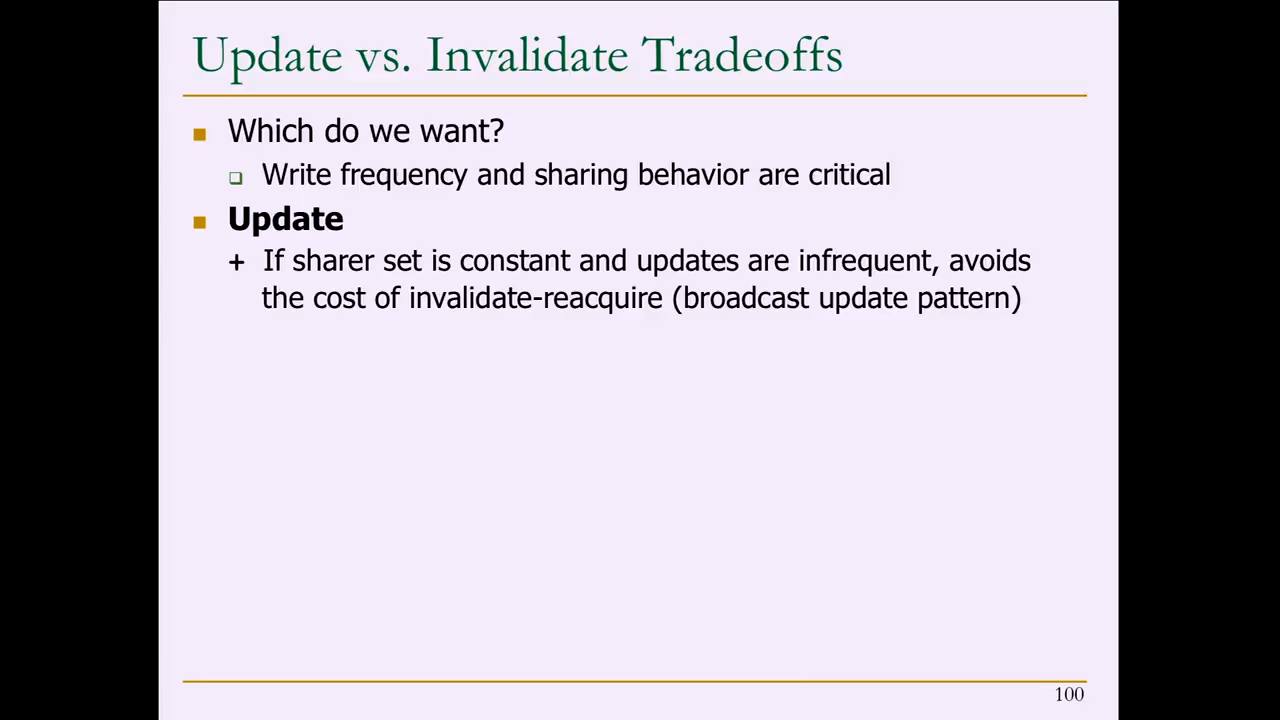 Update vs. Invalidate Tradeoffs
Which do we want?
Write frequency and sharing behavior are critical
Update
+ If sharer set is constant and updates are infrequent, avoids
the cost of invalidate-reacquire (broadcast update pattern)
100